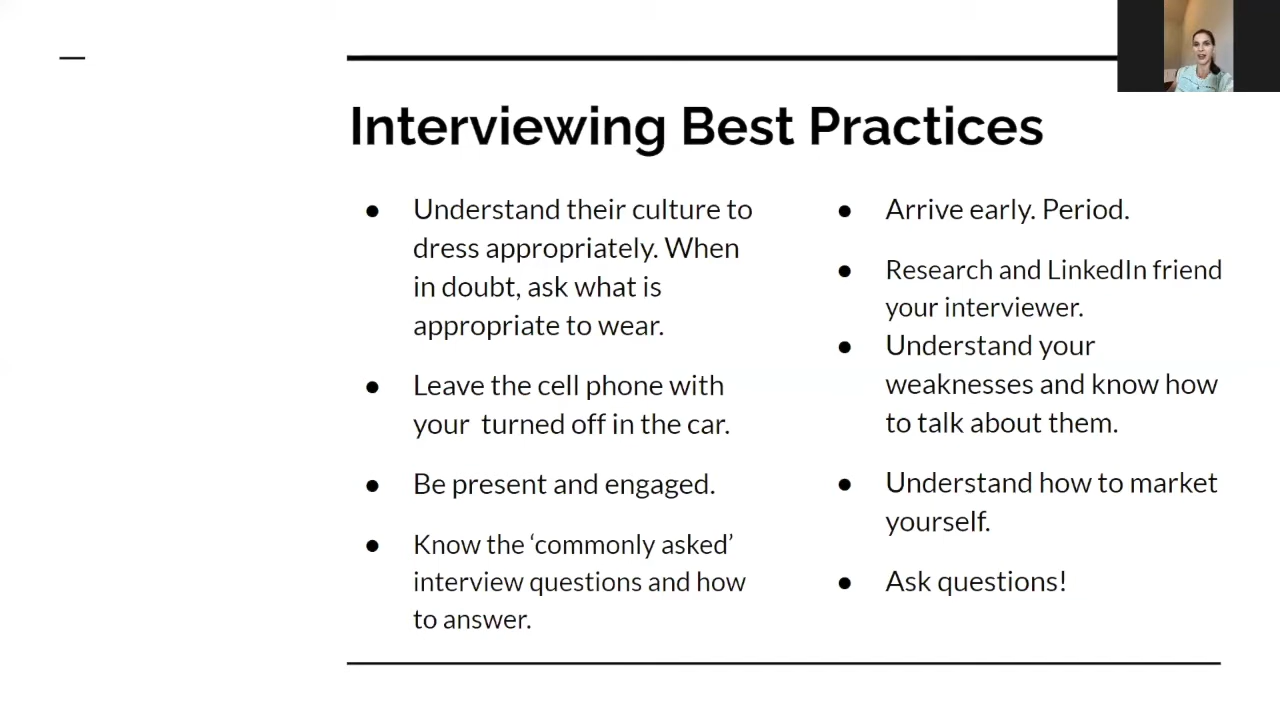 Interviewing Best Practices
● Understand their culture to
dress appropriately. When
in doubt, ask what is
appropriate to wear.
● Leave the cell phone with
your  turned off in the car.
● Be present and engaged.
● Know the ‘commonly asked’
interview questions and how
to answer.
● Arrive early. Period.
● Research and LinkedIn friend
your interviewer.
● Understand your
weaknesses and know how
to talk about them.
● Understand how to market
yourself.
● Ask questions!